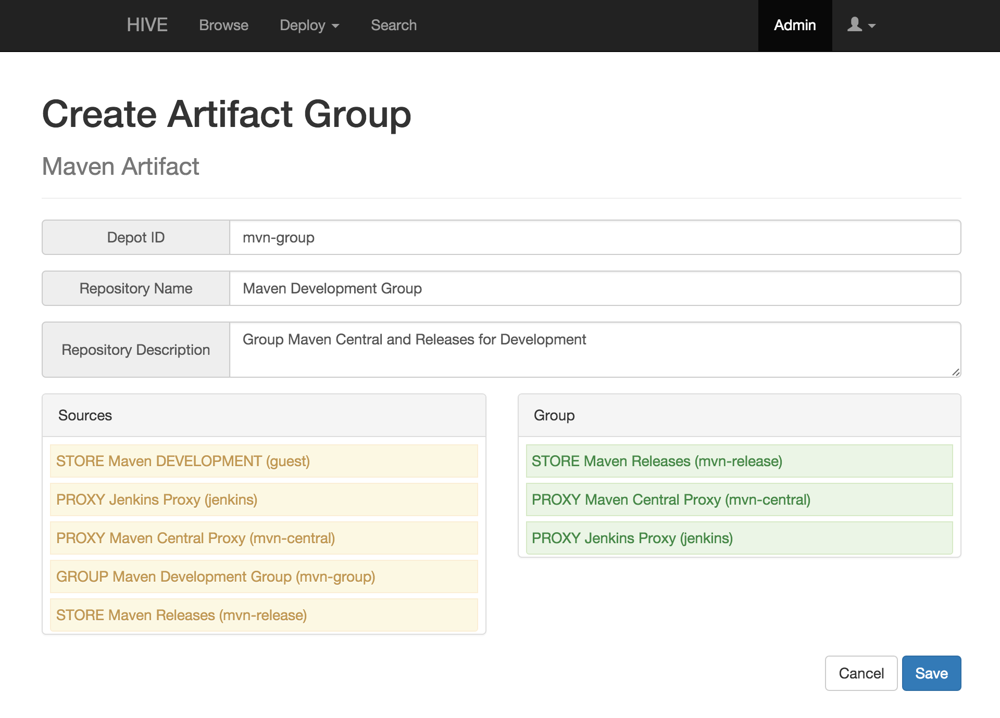 HIVE Browse Deploy Search Admin
Create Artifact Group
Maven Artifact
Depot ID mvn-group
Repository Name Maven Development Group
Repository Description Group Maven Central and Releases for Development
Sources
STORE Maven DEVELOPMENT (guest)
PROXY Jenkins Proxy (jenkins)
PROXY Maven Central Proxy (mvn-central)
GROUP Maven Development Group (mvn-group)
STORE Maven Releases (mvn-release)
Group
STORE Maven Releases (mvn-release)
PROXY Maven Central Proxy (mvn-central)
PROXY Jenkins Proxy (jenkins)
Cancel Save